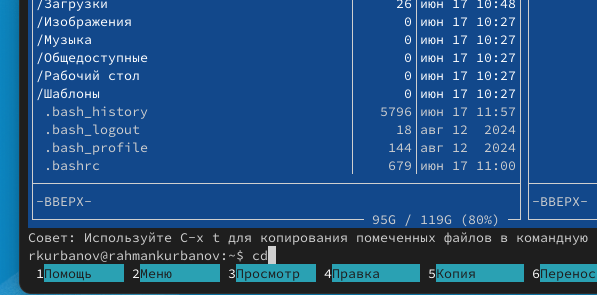 /Загрузки 26 июн 17 10:48
/Изображения 0 июн 17 10:27
/Музыка 0 июн 17 10:27
/Общедоступные 0 июн 17 10:27
/Рабочий стол 0 июн 17 10:27
/Шаблоны 0 июн 17 10:27
.bash_history 5796 июн 17 11:57
.bash_logout 18 авг 12 2024
.bash_profile 144 авг 12 2024
.bashrc 679 июн 17 11:00
-ВВЕРХ- -ВВЕРХ-
95G / 119G (80%)
Совет: Используйте C-x t для копирования помеченных файлов в командную
rkurbanov@rahmankurbanov:~$ cd
1Помощь 2Меню 3Просмотр 4Правка 5Копия 6Перенос